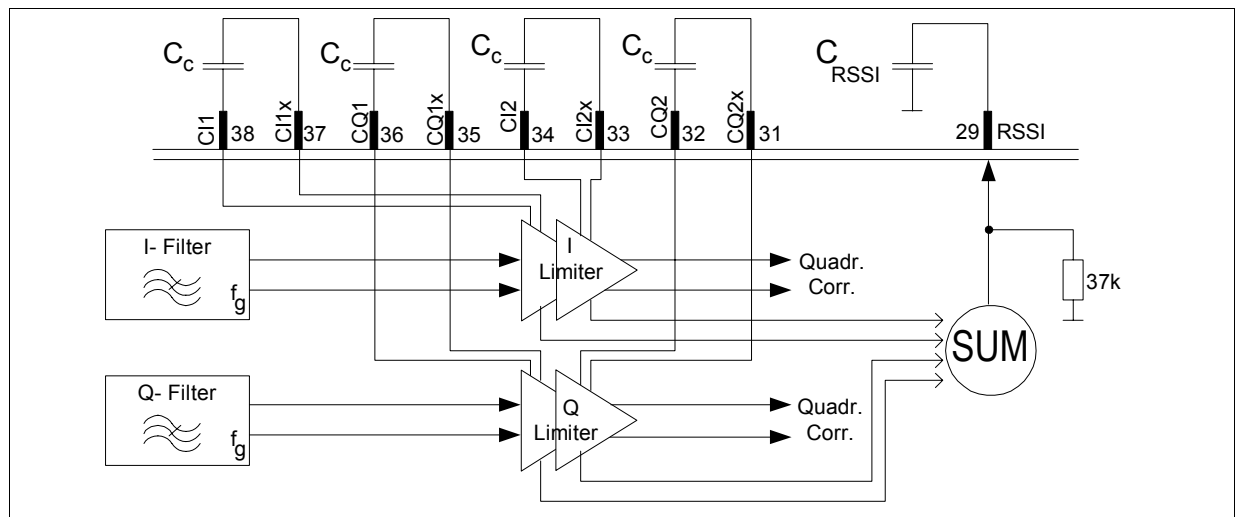 Cc
Cc
Cc
Cc
CRSSI
CI1
38
CI1x
37
CQ1
36
CQ1x
35
CI2
34
CI2x
33
CQ2
32
CQ2x
31
29
RSSI
I- Filter
fg
I
Limiter
Quadr.
Corr.
37k
SUM
Q- Filter
fg
Q
Limiter
Quadr.
Corr.